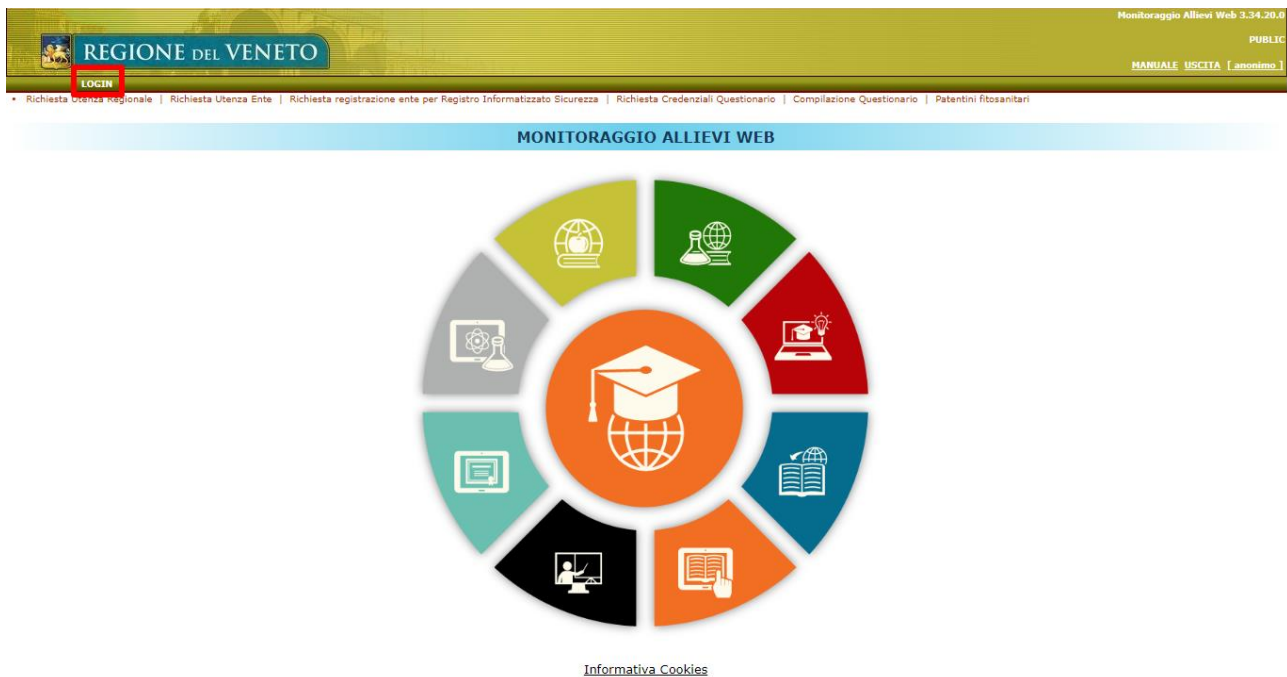 Monitoraggio Allievi Web 3.34.20.0
PUBLIC
REGIONE DEL VENETO
MANUALE USCITA [ anonimo ]
LOGIN
• Richiesta Utenza Regionale | Richiesta Utenza Ente | Richiesta registrazione ente per Registro Informatizzato Sicurezza | Richiesta Credenziali Questionario | Compilazione Questionario | Patentini fitosanitari
MONITORAGGIO ALLIEVI WEB
Informativa Cookies